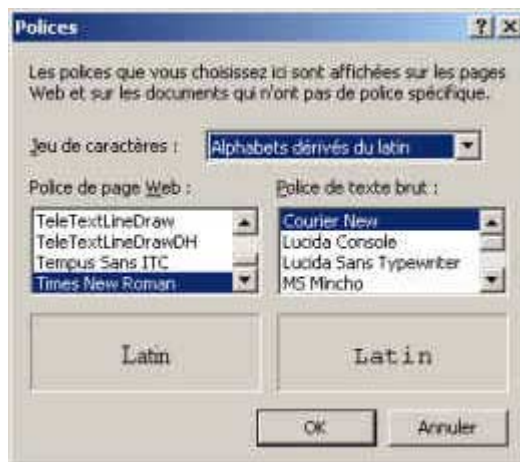 Polices
Les polices que vous choisissez ici sont affichées sur les pages
Web et sur les documents qui n'ont pas de police spécifique.
Jeu de caractères :
Alphabets dérivés du latin
Police de page Web :
Police de texte brut :
TeleTextLineDraw
TeleTextLineDrawDH
Tempus Sans ITC
Times New Roman
Courier New
Lucida Console
Lucida Sans Typewriter
MS Mincho
Latin
Latin
OK
Annuler